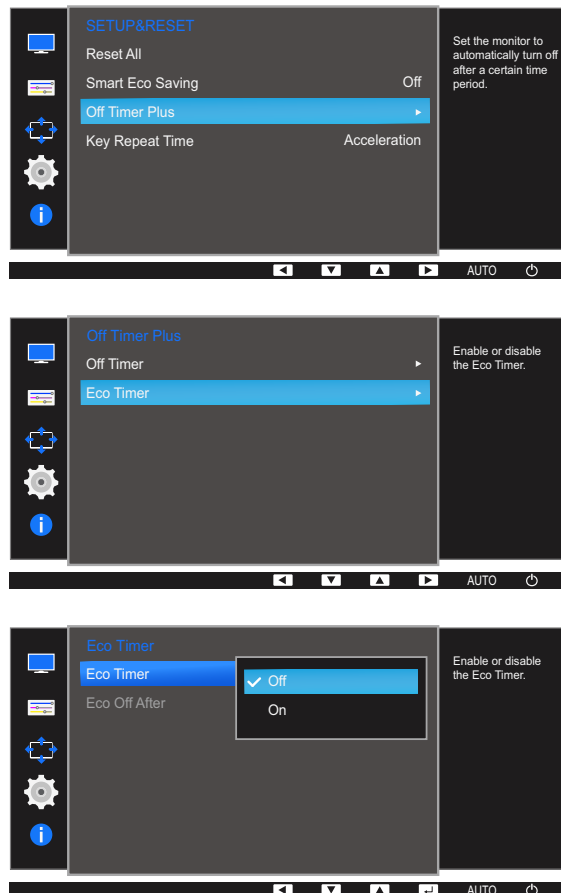 SETUP&RESET
Reset All
Smart Eco Saving Off
Off Timer Plus
Key Repeat Time Acceleration
Set the monitor to
automatically turn off
after a certain time
period.
AUTO
Off Timer Plus
Off Timer
Eco Timer
Enable or disable
the Eco Timer.
AUTO
Eco Timer
Eco Timer
Eco Off After
Off
On
Enable or disable
the Eco Timer.
AUTO